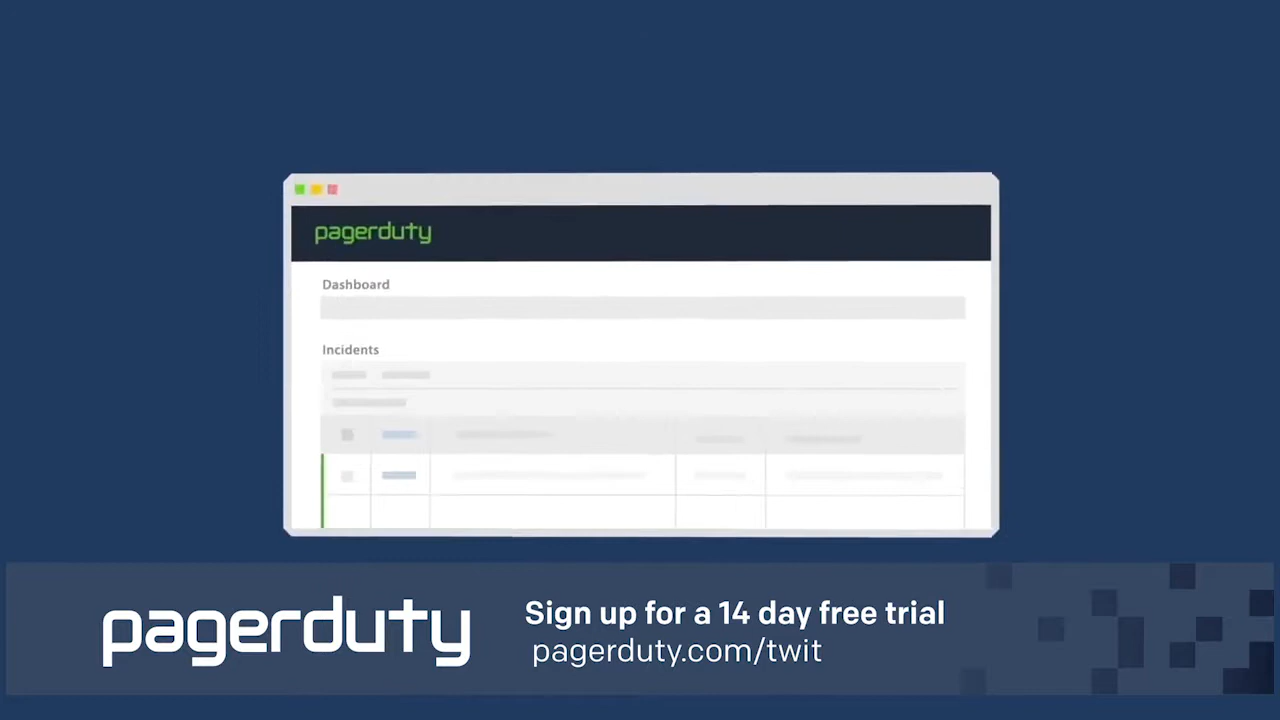 pagerduty
Dashboard
Incidents
pagerduty
Sign up for a 14 day free trial
pagerduty.com/twit